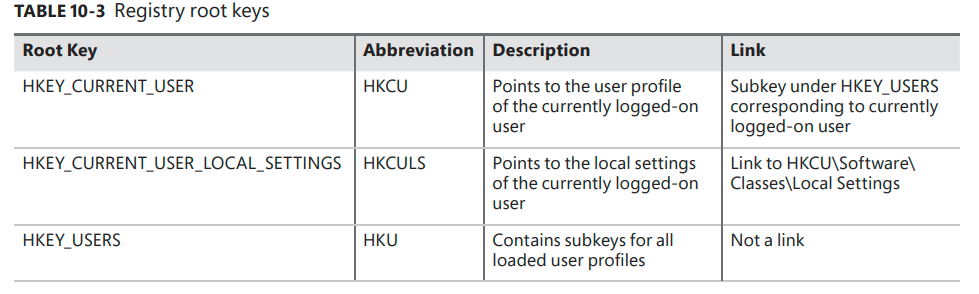 TABLE 10-3 Registry root keys
Root Key Abbreviation Description Link
HKEY_CURRENT_USER HKCU Points to the user profile Subkey under HKEY_USERS
of the currently logged-on corresponding to currently
user logged-on user
HKEY_CURRENT_USER_LOCAL_SETTINGS HKCULS Points to the local settings Link to HKCU\Software\
of the currently logged-on Classes\Local Settings
user
HKEY_USERS HKU Contains subkeys for all Not a link
loaded user profiles